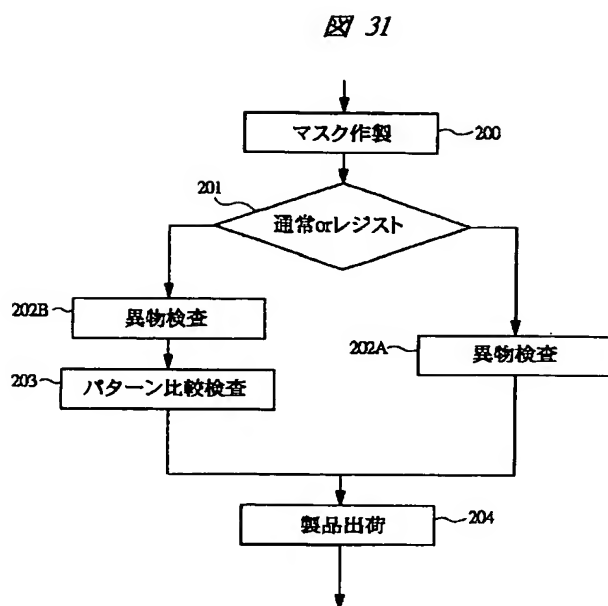 図 31
マスク作製
200
201
通常orレジスト
202B
異物検査
202A
異物検査
203
パターン比較検査
製品出荷
204